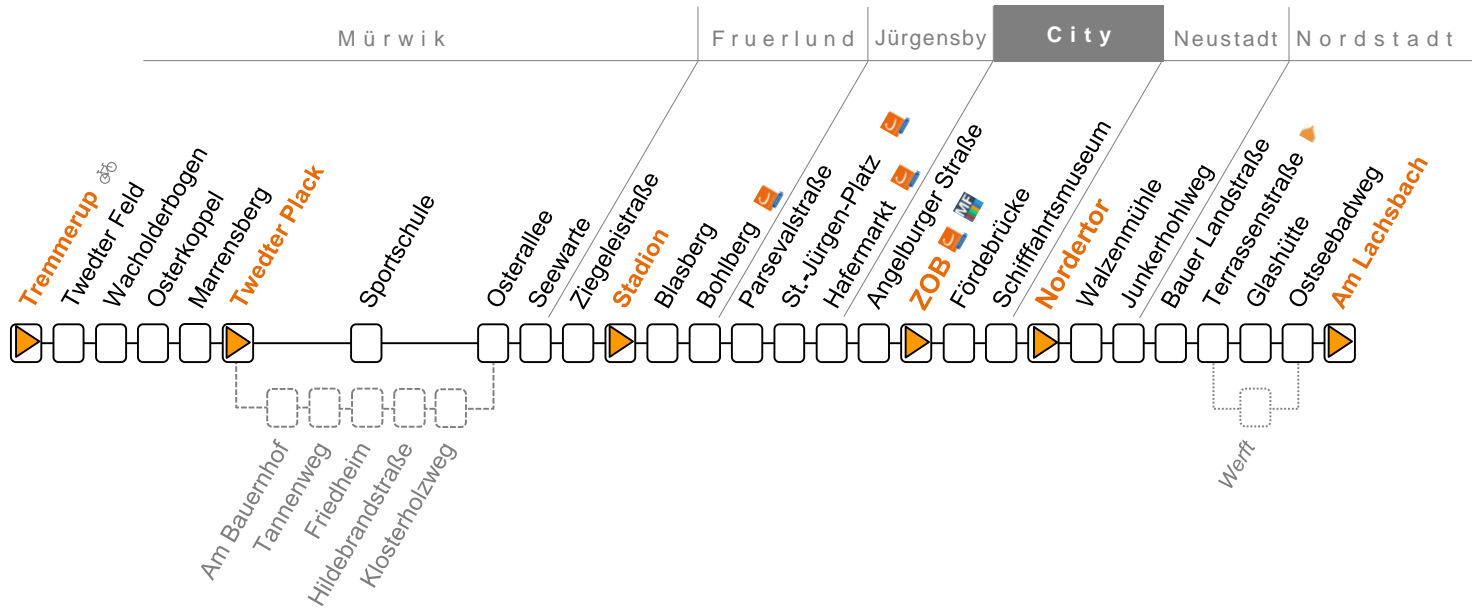 Mürwik
Fruerlund
Jürgensby
City
Neustadt
Nordstadt
Tremmerup
Twedter Feld
Wacholderbogen
Osterkoppel
Marrensberg
Twedter Plack
Sportschule
Osterallee
Seewarte
Ziegeleistraße
Stadion
Blasberg
Bohlberg
Parsevalstraße
St.-Jürgen-Platz
Hafermarkt
Angelburger Straße
ZOB
MF
Fördebrücke
Schifffahrtsmuseum
Nordertor
Walzenmühle
Junkerhohlweg
Bauer Landstraße
Terrassenstraße
Glashütte
Ostseebadweg
Am Lachsbach
Am Bauernhof
Tannenweg
Friedheim
Hildebrandstraße
Klosterholzweg
Werft